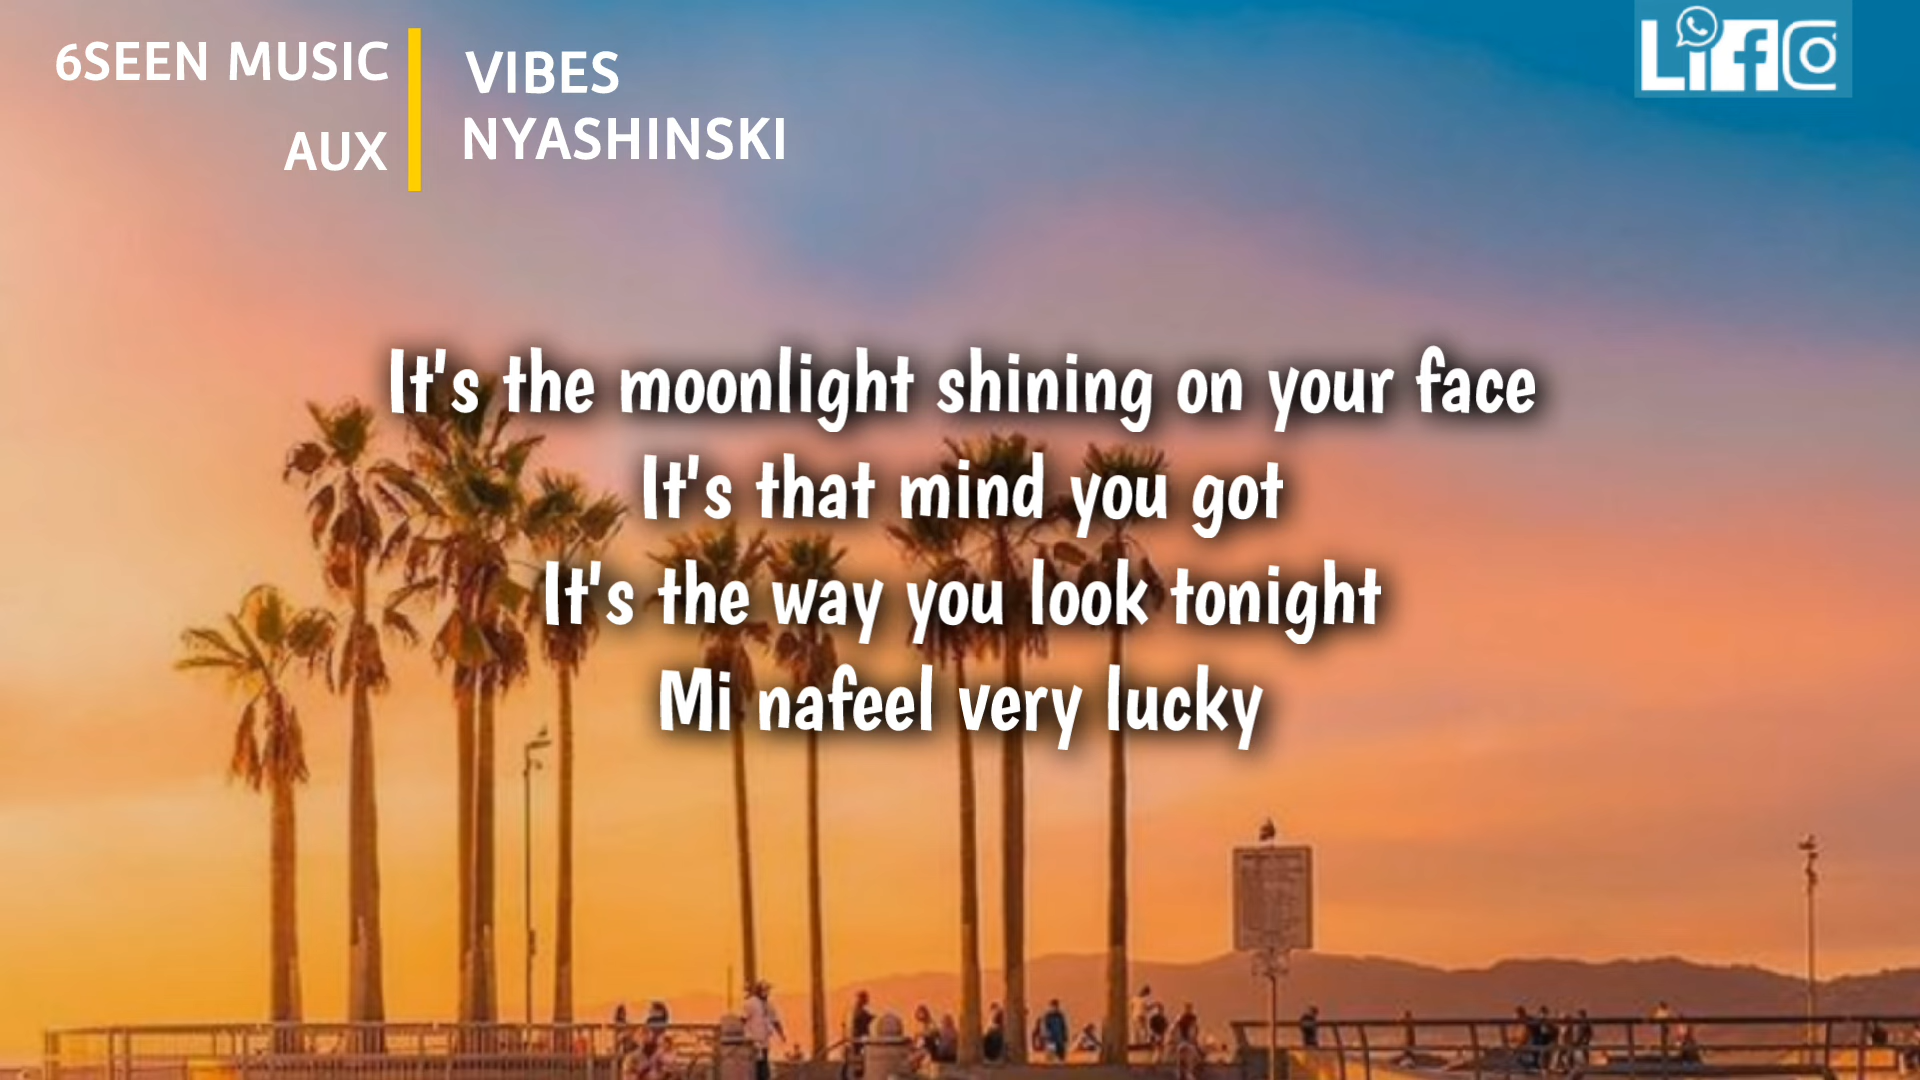 6SEEN MUSIC
AUX
VIBES
NYASHINSKI
It's the moonlight shining on your face
It's that mind you got
It's the way you look tonight
Mi nafeel very lucky